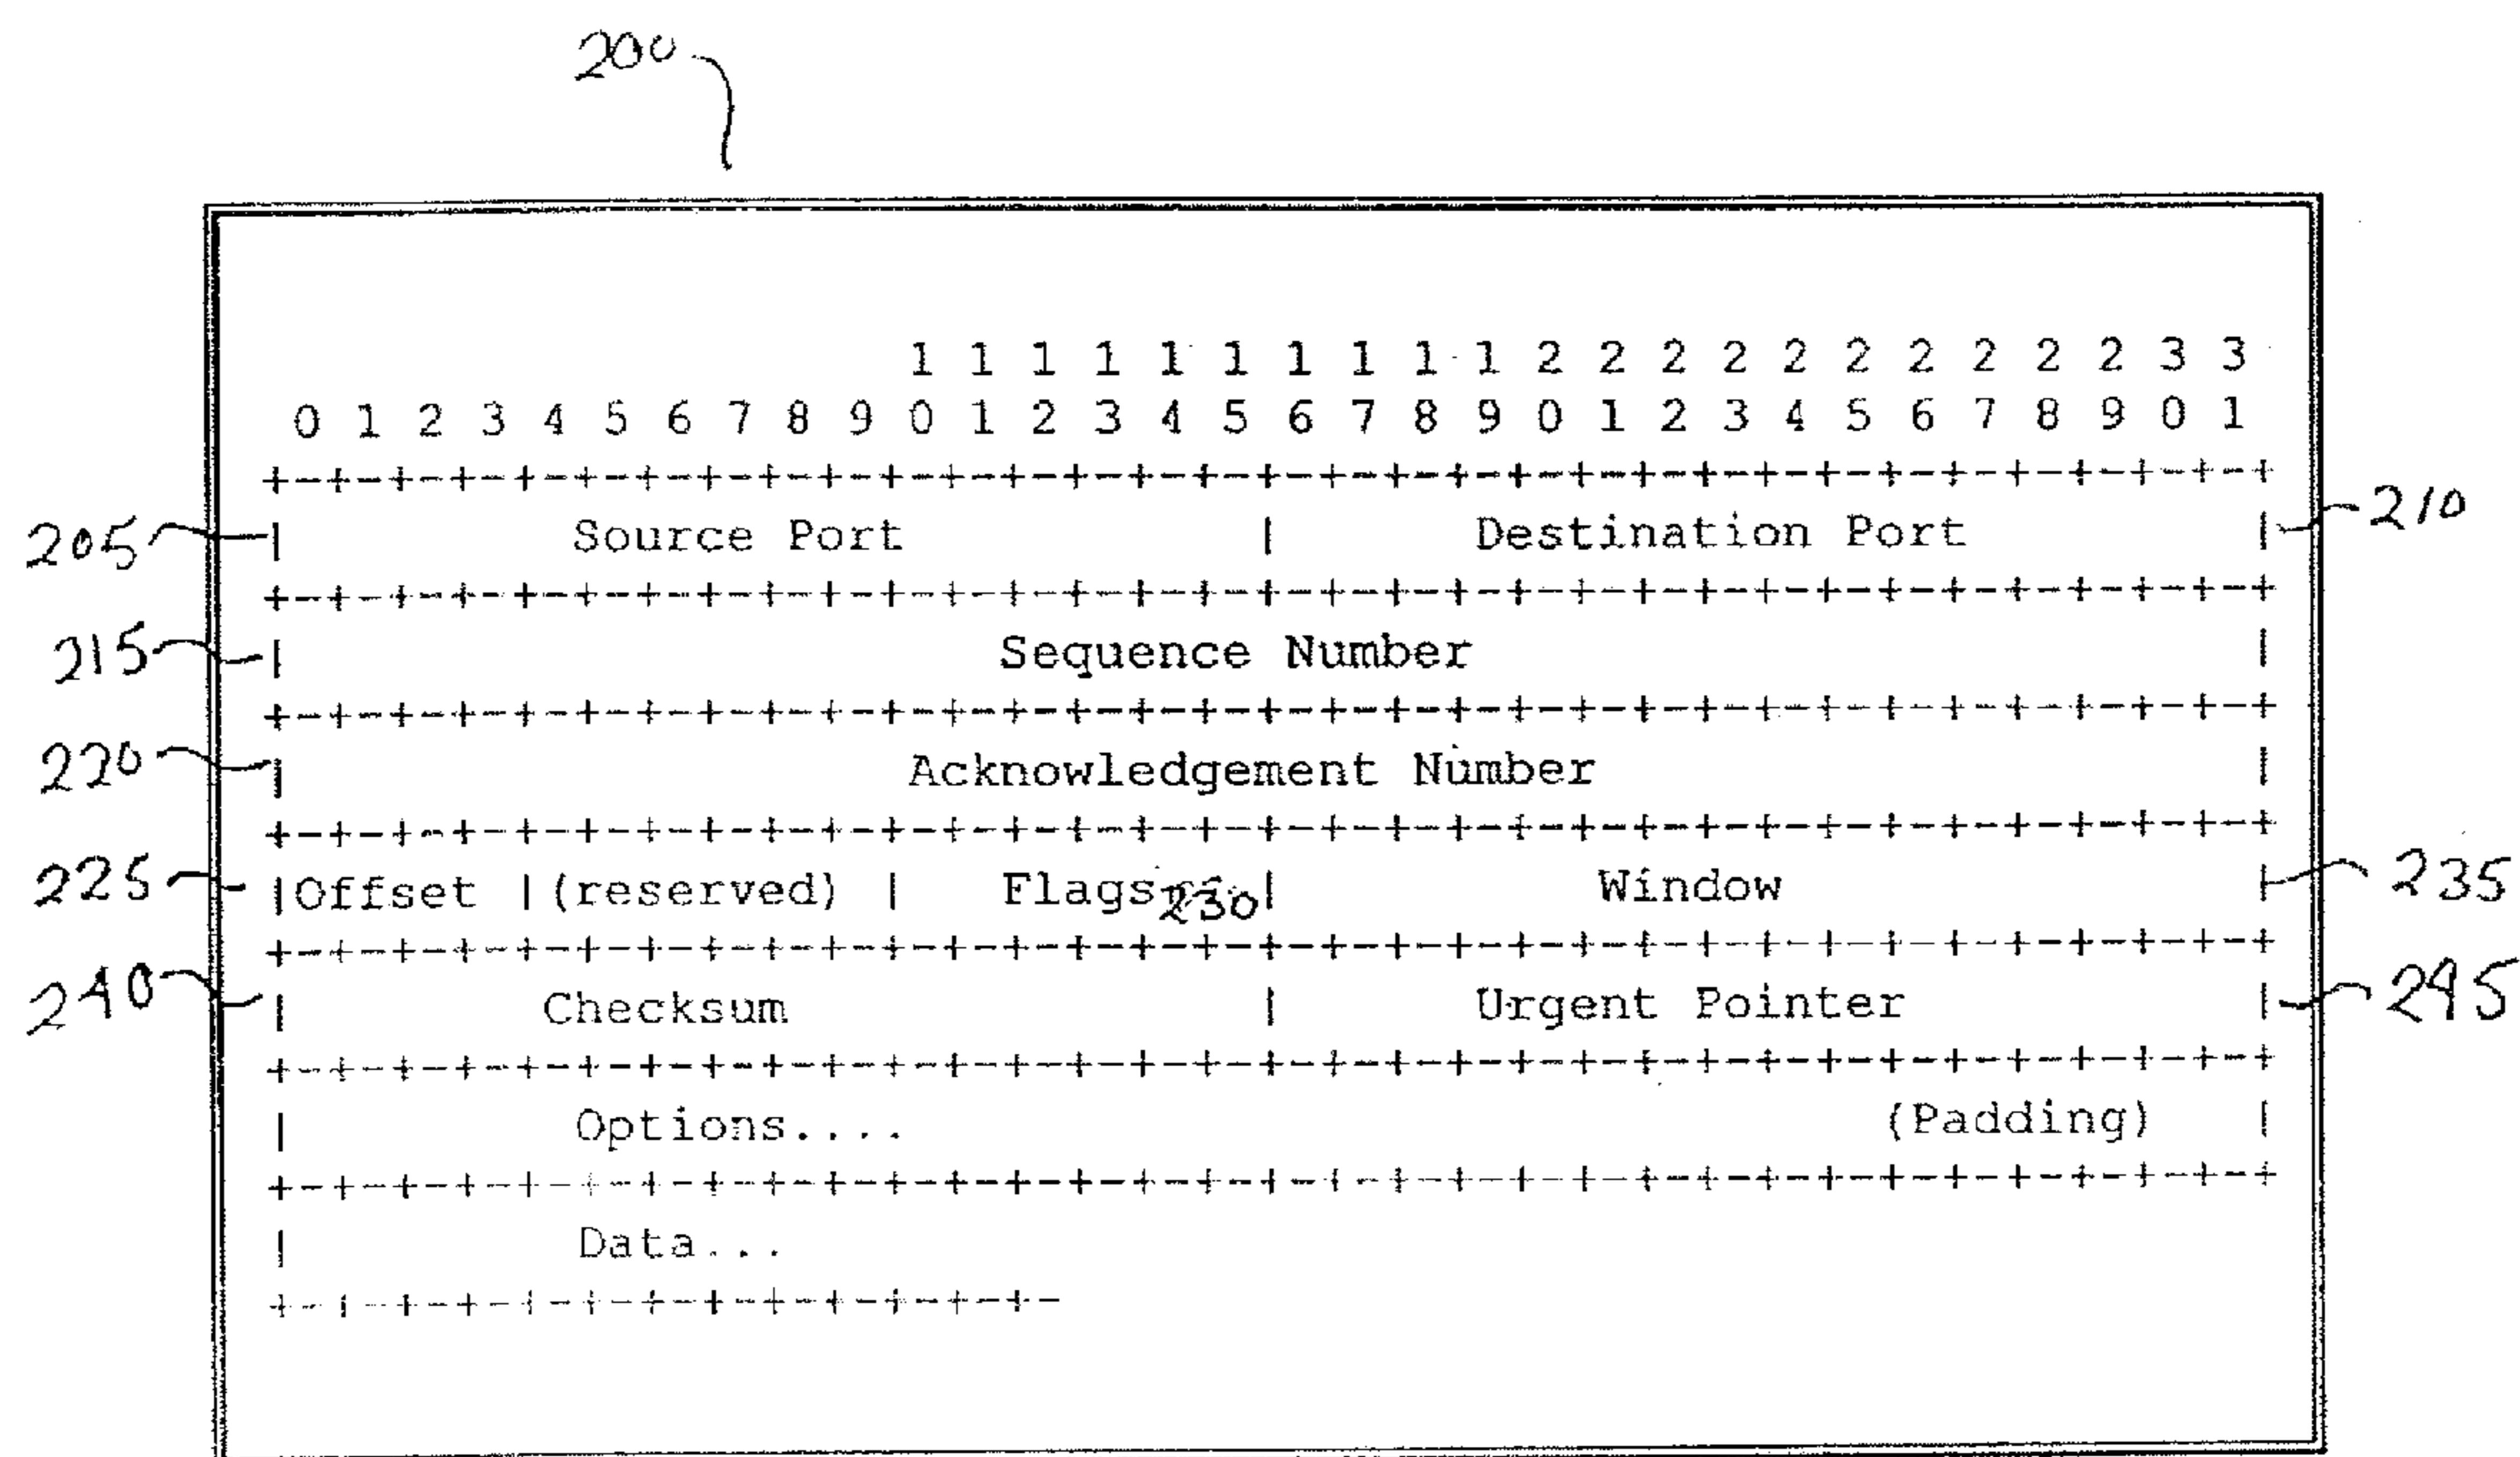 200
1 1 1 1 1 1 1 1 1 1 2 2 2 2 2 2 2 2 2 2 3 3
0 1 2 3 4 5 6 7 8 9 0 1 2 3 4 5 6 7 8 9 0 1 2 3 4 5 6 7 8 9 0 1
+-+-+-+-+-+-+-+-+-+-+-+-+-+-+-+-+-+-+-+-+-+-+-+-+-+-+-+-+-+-+-+-+
205 | Source Port | Destination Port | 210
+-+-+-+-+-+-+-+-+-+-+-+-+-+-+-+-+-+-+-+-+-+-+-+-+-+-+-+-+-+-+-+-+
215 | Sequence Number |
+-+-+-+-+-+-+-+-+-+-+-+-+-+-+-+-+-+-+-+-+-+-+-+-+-+-+-+-+-+-+-+-+
220 | Acknowledgement Number |
+-+-+-+-+-+-+-+-+-+-+-+-+-+-+-+-+-+-+-+-+-+-+-+-+-+-+-+-+-+-+-+-+
225 |Offset |(reserved) | Flags 230| Window | 235
+-+-+-+-+-+-+-+-+-+-+-+-+-+-+-+-+-+-+-+-+-+-+-+-+-+-+-+-+-+-+-+-+
240 | Checksum | Urgent Pointer | 245
+-+-+-+-+-+-+-+-+-+-+-+-+-+-+-+-+-+-+-+-+-+-+-+-+-+-+-+-+-+-+-+-+
| Options.... (Padding) |
+-+-+-+-+-+-+-+-+-+-+-+-+-+-+-+-+-+-+-+-+-+-+-+-+-+-+-+-+-+-+-+-+
| Data...
+-+-+-+-+-+-+-+-+-+-+-+-+-